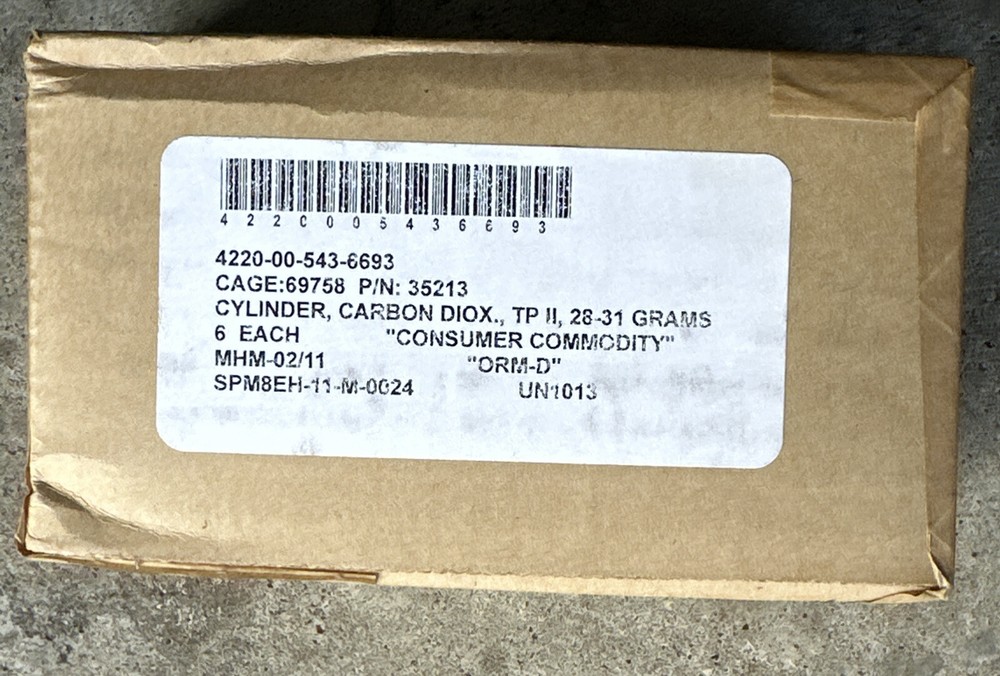 4220005436693
4220-00-543-6693
CAGE:69758 P/N: 35213
CYLINDER, CARBON DIOX., TP II, 28-31 GRAMS
6 EACH "CONSUMER COMMODITY"
MHM-02/11 "ORM-D"
SPM8EH-11-M-0024 UN1013